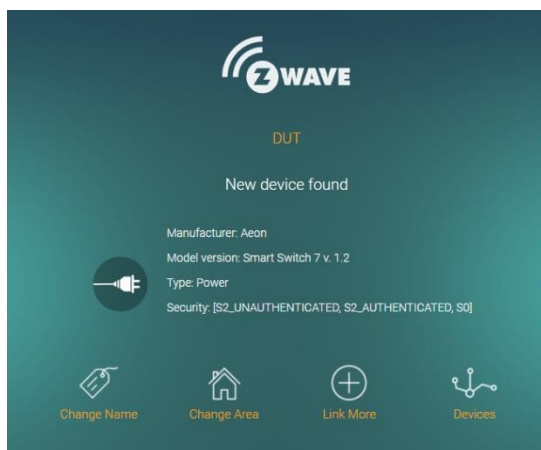 Z WAVE
DUT
New device found
Manufacturer: Aeon
Model version: Smart Switch 7 v. 1.2
Type: Power
Security: [S2_UNAUTHENTICATED, S2_AUTHENTICATED, S0]
Change Name
Change Area
Link More
Devices